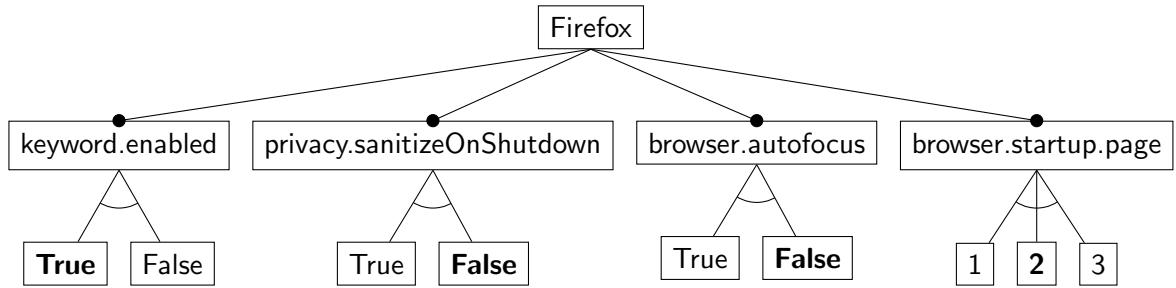 Firefox
keyword.enabled privacy.sanitizeOnShutdown browser.autofocus browser.startup.page
True False True False True False 1 2 3